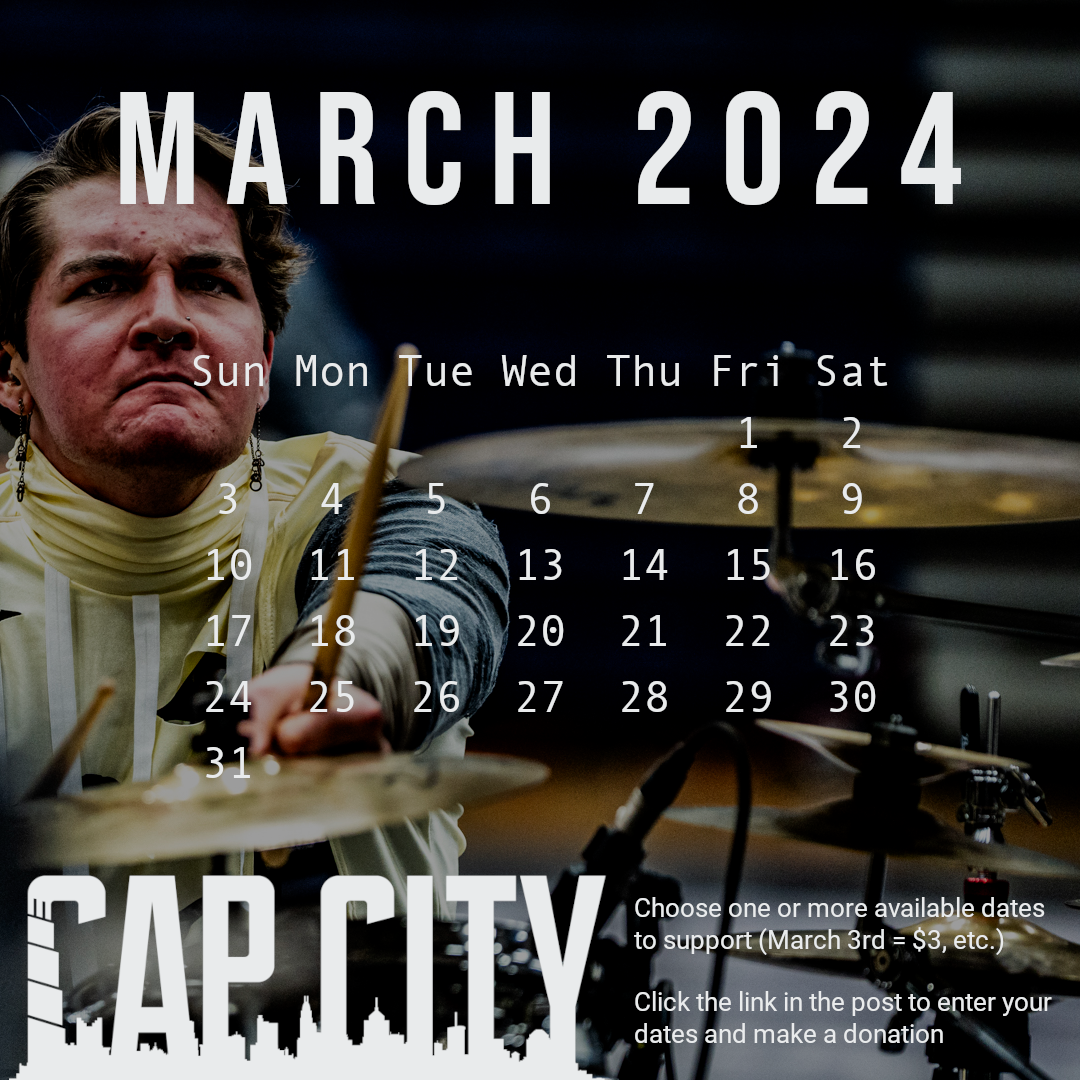 MARCH 2024
Sun Mon Tue Wed Thu Fri Sat
1 2
3 4 5 6 7 8 9
10 11 12 13 14 15 16
17 18 19 20 21 22 23
24 25 26 27 28 29 30
31
CAP CITY
Choose one or more available dates
to support (March 3rd = $3, etc.)
Click the link in the post to enter your
dates and make a donation